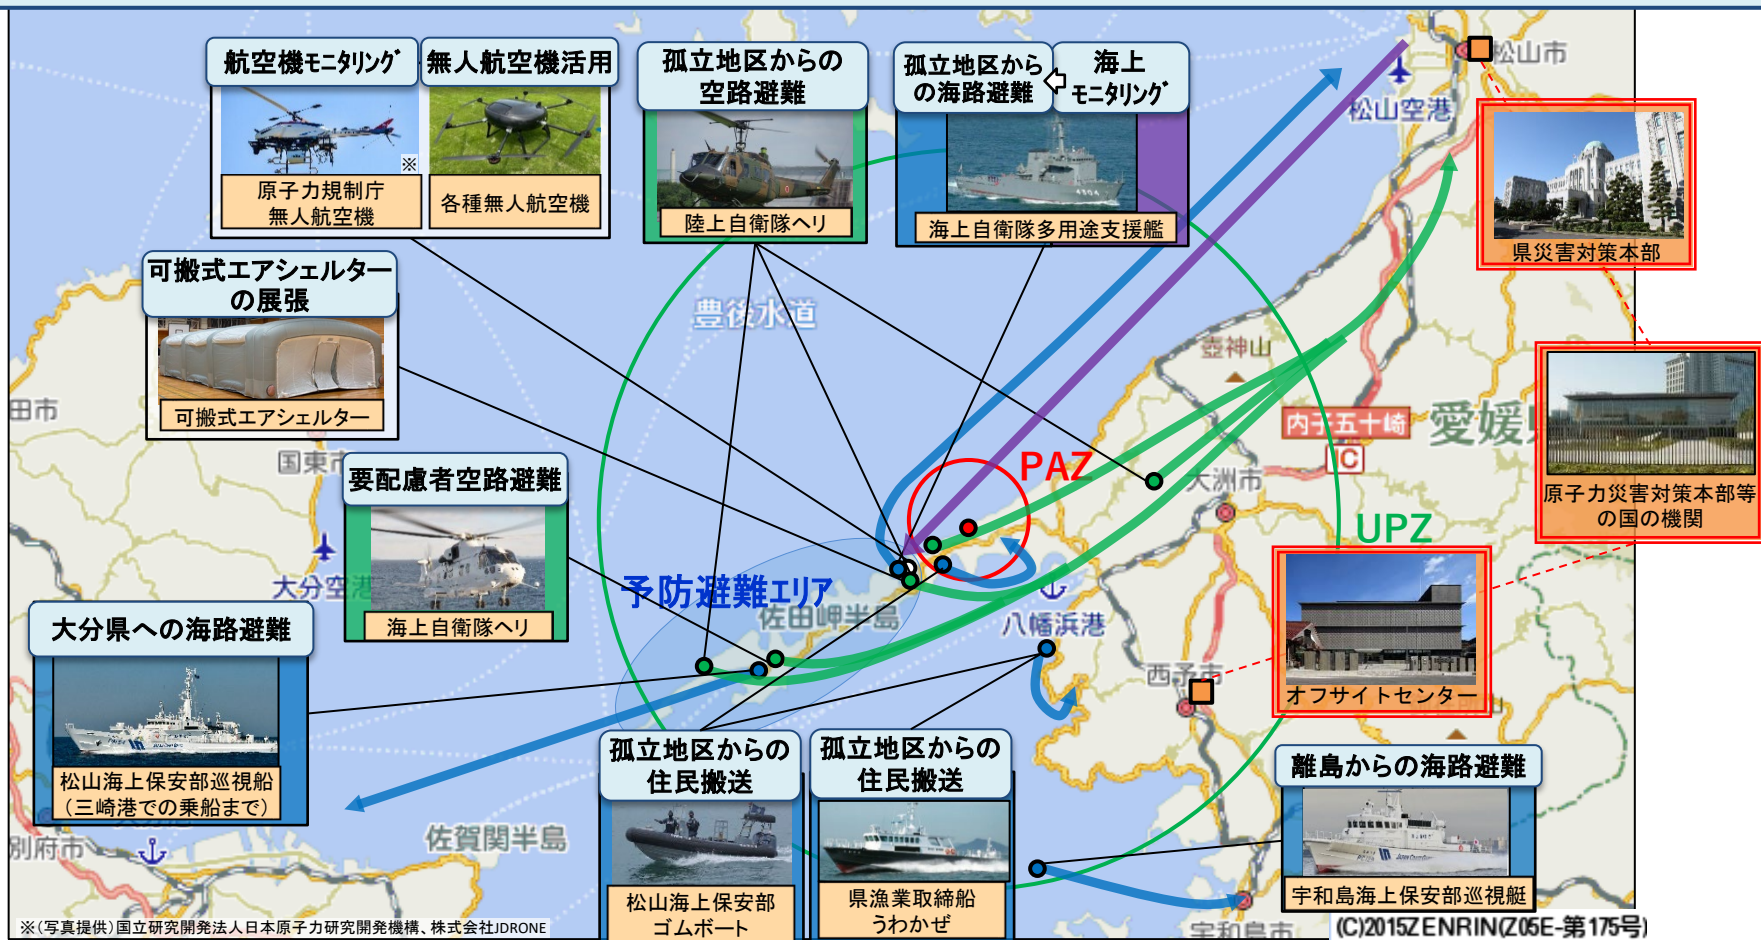 航空機モニタリング
無人航空機活用
※
原子力規制庁
無人航空機
各種無人航空機
孤立地区からの
空路避難
陸上自衛隊ヘリ
孤立地区から
の海路避難
海上
モニタリング
海上自衛隊多用途支援艦
松山市
松山空港
県災害対策本部
可搬式エアシェルター
の展張
可搬式エアシェルター
豊後水道
壺神山
内子五十崎
IC
愛媛
原子力災害対策本部等
の国の機関
田市
国東市
要配慮者空路避難
海上自衛隊ヘリ
PAZ
大洲市
UPZ
大分空港
予防避難エリア
佐田岬半島
八幡浜港
西予市
オフサイトセンター
大分県への海路避難
松山海上保安部巡視船
（三崎港での乗船まで）
孤立地区からの
住民搬送
松山海上保安部
ゴムボート
孤立地区からの
住民搬送
県漁業取締船
うわかぜ
離島からの海路避難
宇和島海上保安部巡視艇
別府市
佐賀関半島
宇和島市
※（写真提供）国立研究開発法人日本原子力研究開発機構、株式会社JDRONE
(C)2015ZENRIN(Z05E-第175号)